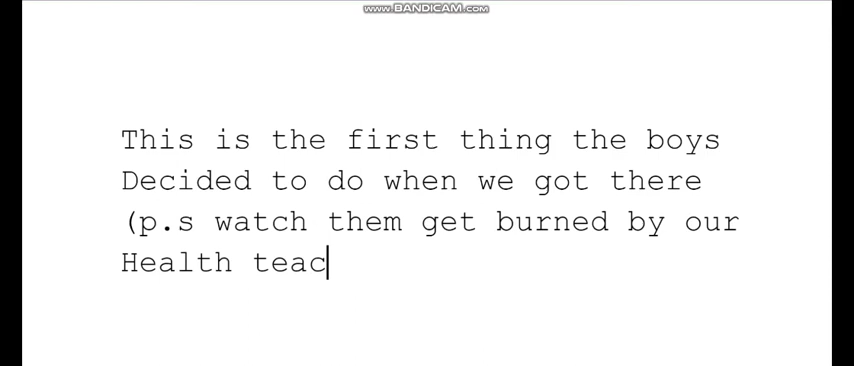 www.BANDICAM.com
This is the first thing the boys
Decided to do when we got there
(p.s watch them get burned by our
Health teac